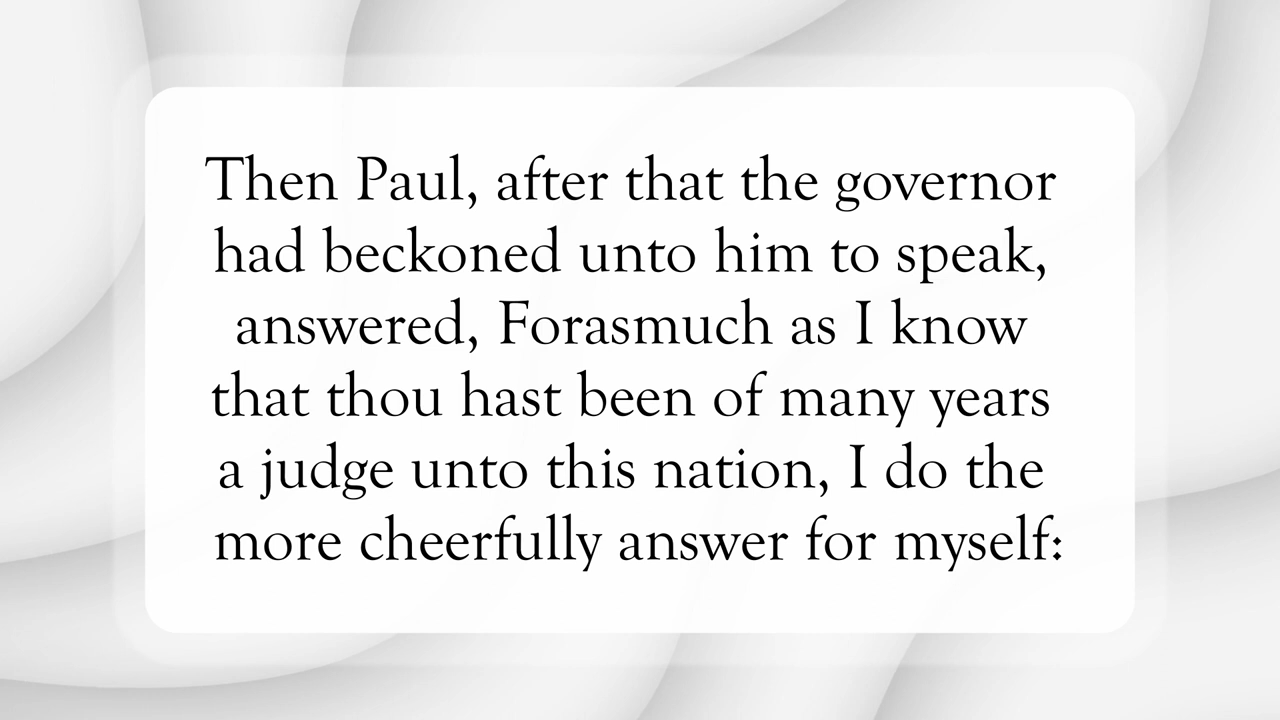 Then Paul, after that the governor
had beckoned unto him to speak,
answered, Forasmuch as I know
that thou hast been of many years
a judge unto this nation, I do the
more cheerfully answer for myself: